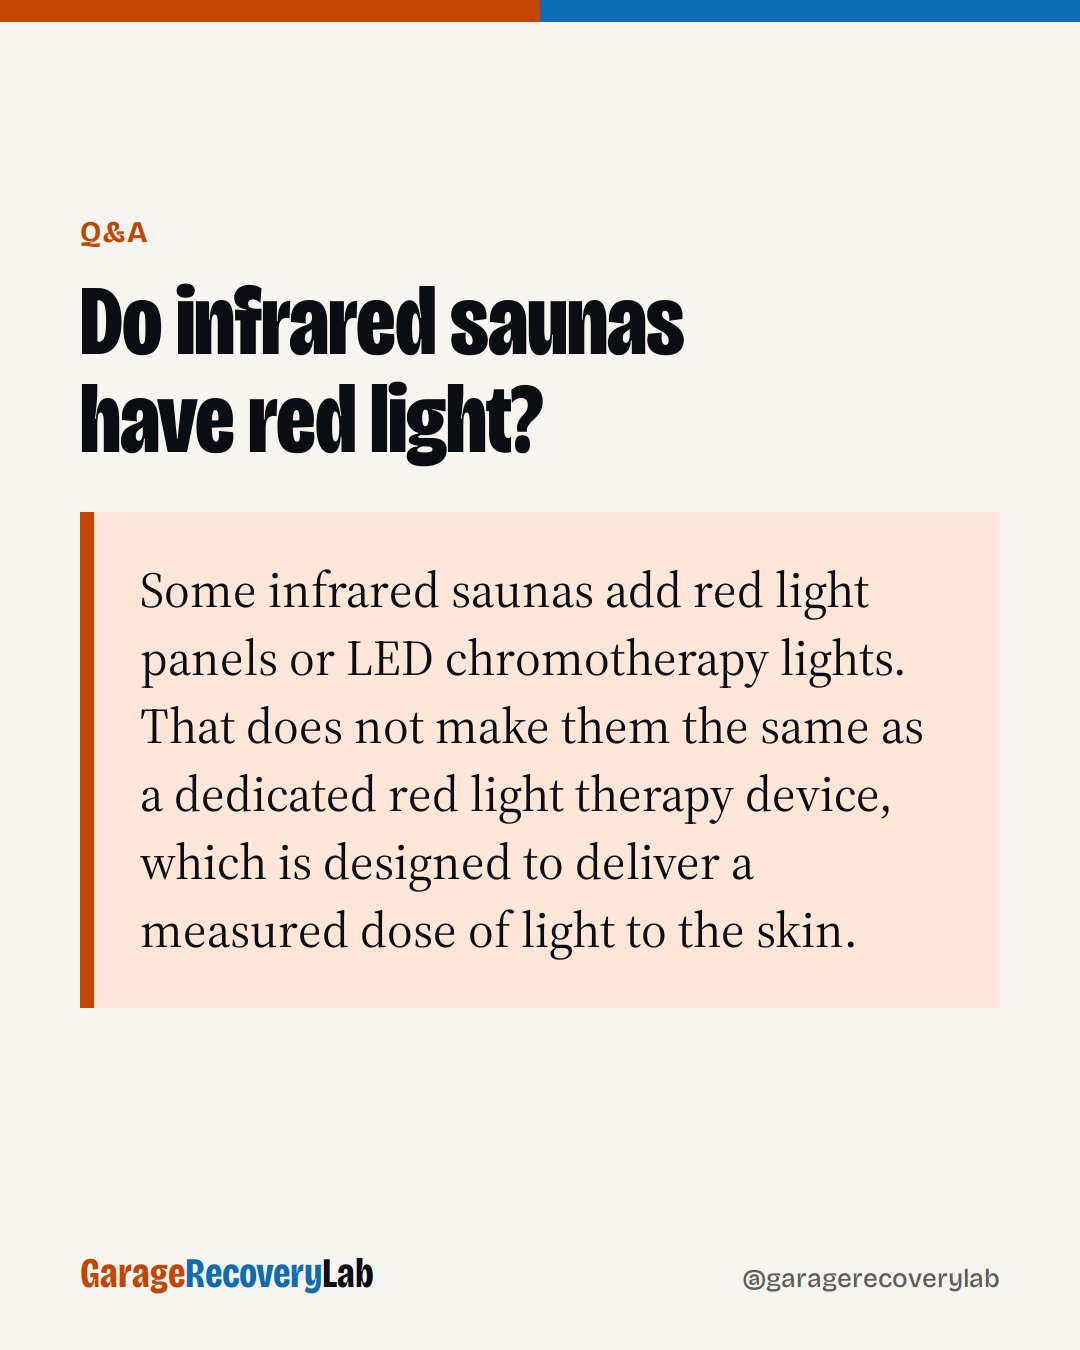 Q&A
Do infrared saunas
have red light?
Some infrared saunas add red light
panels or LED chromotherapy lights.
That does not make them the same as
a dedicated red light therapy device,
which is designed to deliver a
measured dose of light to the skin.
GarageRecoveryLab
@garagerecoverylab